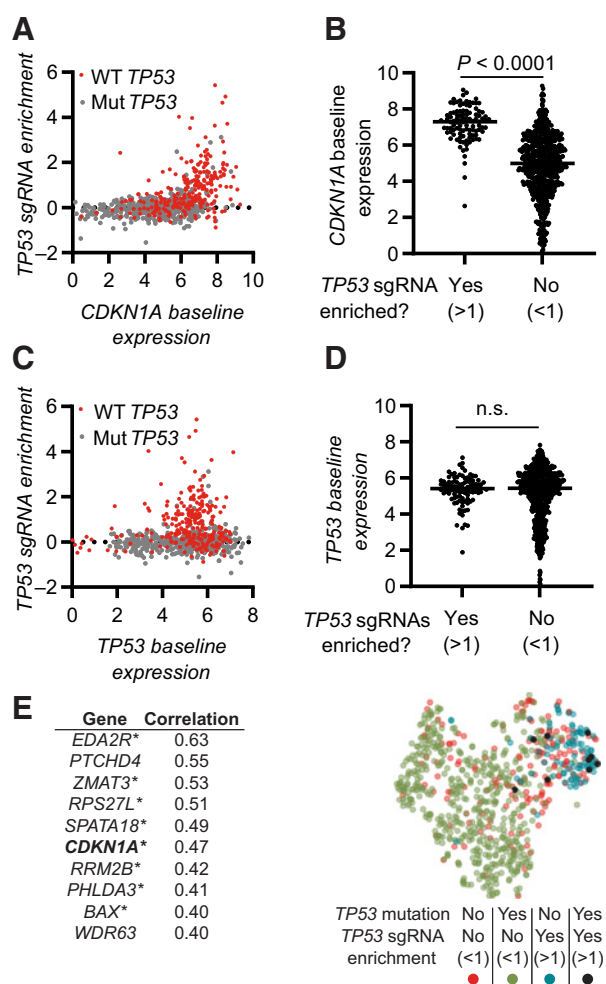 A
TP53 sgRNA enrichment
6
4
2
0
−2
WT TP53
Mut TP53
0 2 4 6 8 10
CDKN1A baseline
expression
B
P < 0.0001
CDKN1A baseline
expression
10
8
6
4
2
0
TP53 sgRNA Yes No
enriched? (>1) (<1)
C
TP53 sgRNA enrichment
6
4
2
0
−2
WT TP53
Mut TP53
0 2 4 6 8
TP53 baseline
expression
D
n.s.
TP53 baseline
expression
10
8
6
4
2
0
TP53 sgRNAs Yes No
enriched? (>1) (<1)
E
Gene Correlation
EDA2R* 0.63
PTCHD4 0.55
ZMAT3* 0.53
RPS27L* 0.51
SPATA18* 0.49
CDKN1A* 0.47
RRM2B* 0.42
PHLDA3* 0.41
BAX* 0.40
WDR63 0.40
TP53 mutation No Yes No Yes
TP53 sgRNA No No Yes Yes
enrichment (<1) (<1) (>1) (>1)